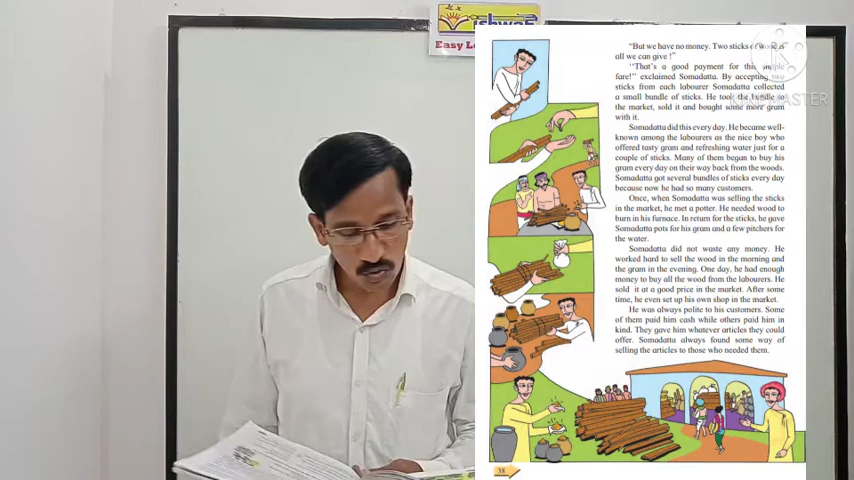 ishwar
Easy Le
"But we have no money. Two sticks of wood is
all we can give !"
"That's a good payment for this simple
fare!" exclaimed Somadatta. By accepting two
sticks from each labourer Somadatta collected
a small bundle of sticks. He took the bundle to
the market, sold it and bought some more gram
with it.
Somadatta did this every day. He became well-
known among the labourers as the nice boy who
offered tasty gram and refreshing water just for a
couple of sticks. Many of them began to buy his
gram every day on their way back from the woods.
Somadatta got several bundles of sticks every day
because now he had so many customers.
Once, when Somadatta was selling the sticks
in the market, he met a potter. He needed wood to
burn in his furnace. In return for the sticks, he gave
Somadatta pots for his gram and a few pitchers for
the water.
Somadatta did not waste any money. He
worked hard to sell the wood in the morning and
the gram in the evening. One day, he had enough
money to buy all the wood from the labourers. He
sold it at a good price in the market. After some
time, he even set up his own shop in the market.
He was always polite to his customers. Some
of them paid him cash while others paid him in
kind. They gave him whatever articles they could
offer. Somadatta always found some way of
selling the articles to those who needed them.
38
KINEMASTER